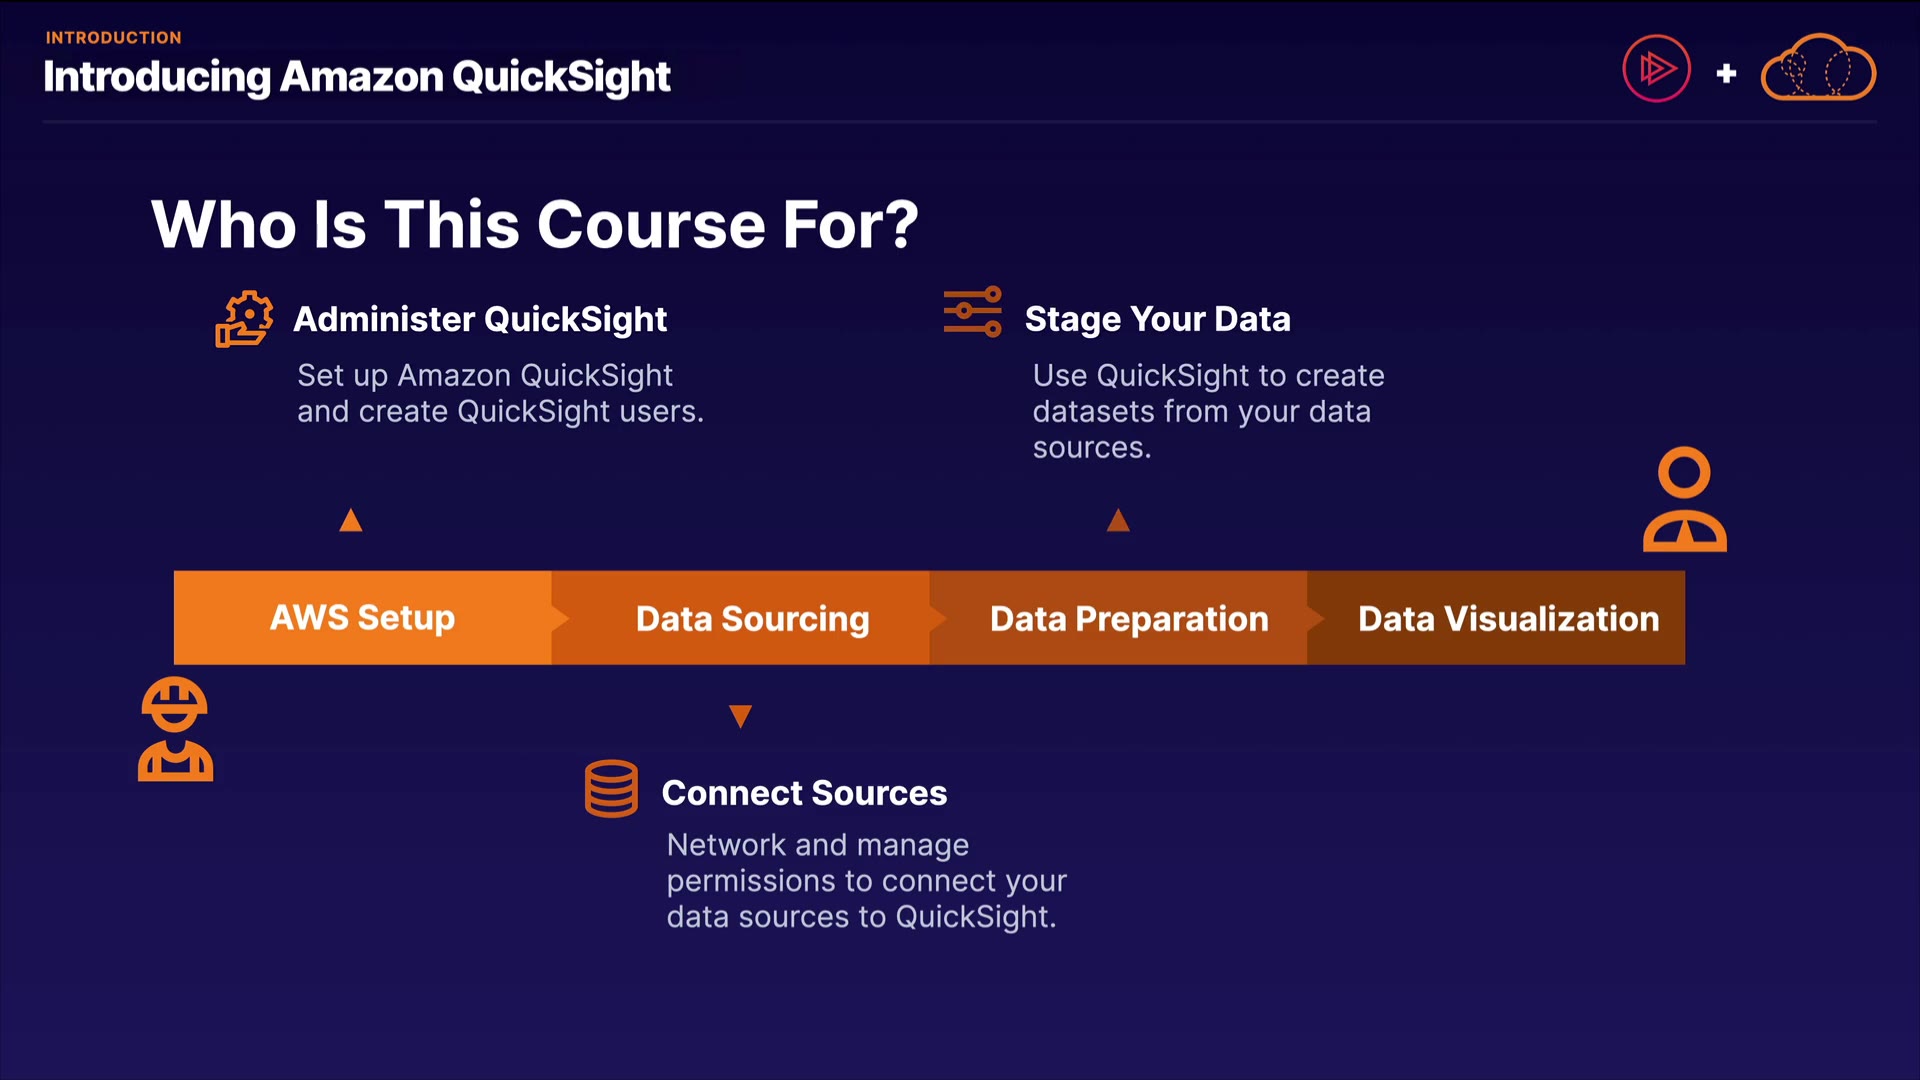 INTRODUCTION
Introducing Amazon QuickSight
+
Who Is This Course For?
Administer QuickSight
Set up Amazon QuickSight
and create QuickSight users.
Stage Your Data
Use QuickSight to create
datasets from your data
sources.
AWS Setup
Data Sourcing
Data Preparation
Data Visualization
Connect Sources
Network and manage
permissions to connect your
data sources to QuickSight.